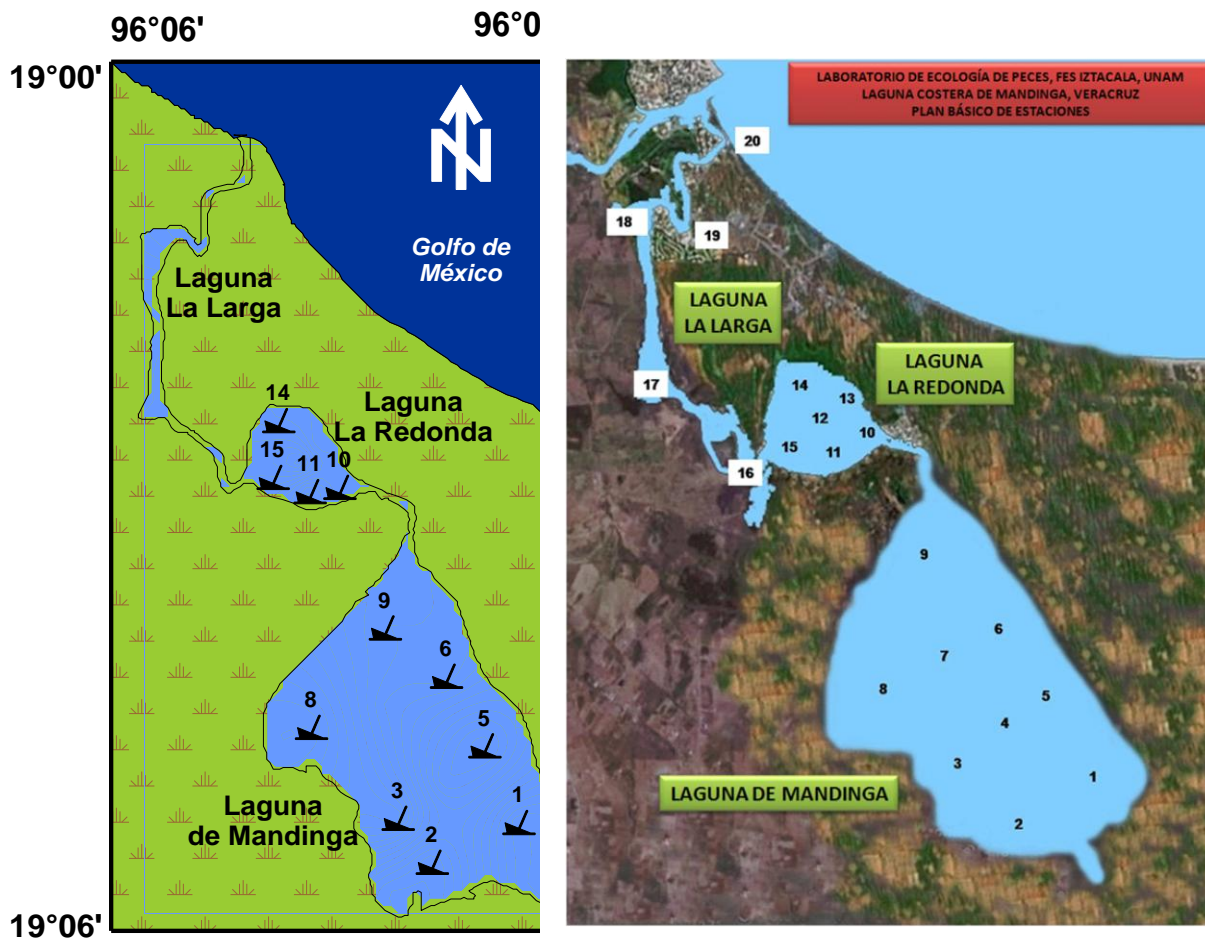 96°06'
96°0
19°00'
N
Golfo de
México
Laguna
La Larga
14
Laguna
La Redonda
15
11
10
9
6
8
5
3
1
Laguna
de Mandinga
2
19°06'
LABORATORIO DE ECOLOGÍA DE PECES, FES IZTACALA, UNAM
LAGUNA COSTERA DE MANDINGA, VERACRUZ
PLAN BÁSICO DE ESTACIONES
20
18
19
LAGUNA
LA LARGA
LAGUNA
LA REDONDA
17
14
13
12
10
15
11
16
9
6
7
8
5
4
3
1
LAGUNA DE MANDINGA
2